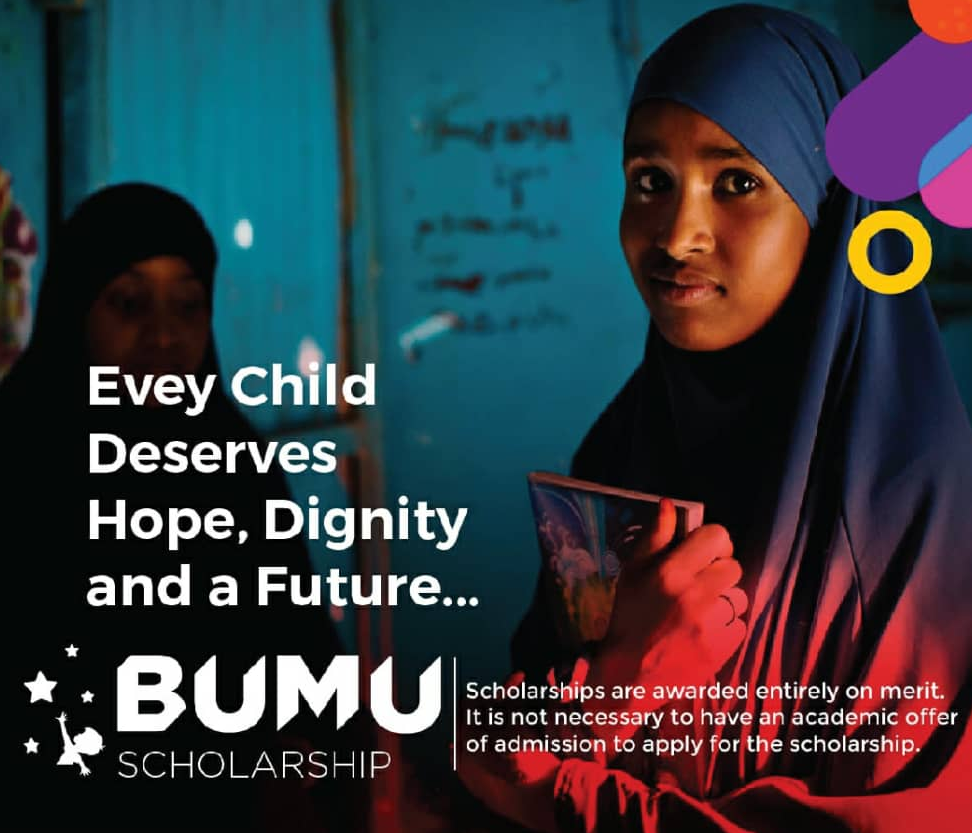 Evey Child
Deserves
Hope, Dignity
and a Future...
BUMU
SCHOLARSHIP
Scholarships are awarded entirely on merit.
It is not necessary to have an academic offer
of admission to apply for the scholarship.